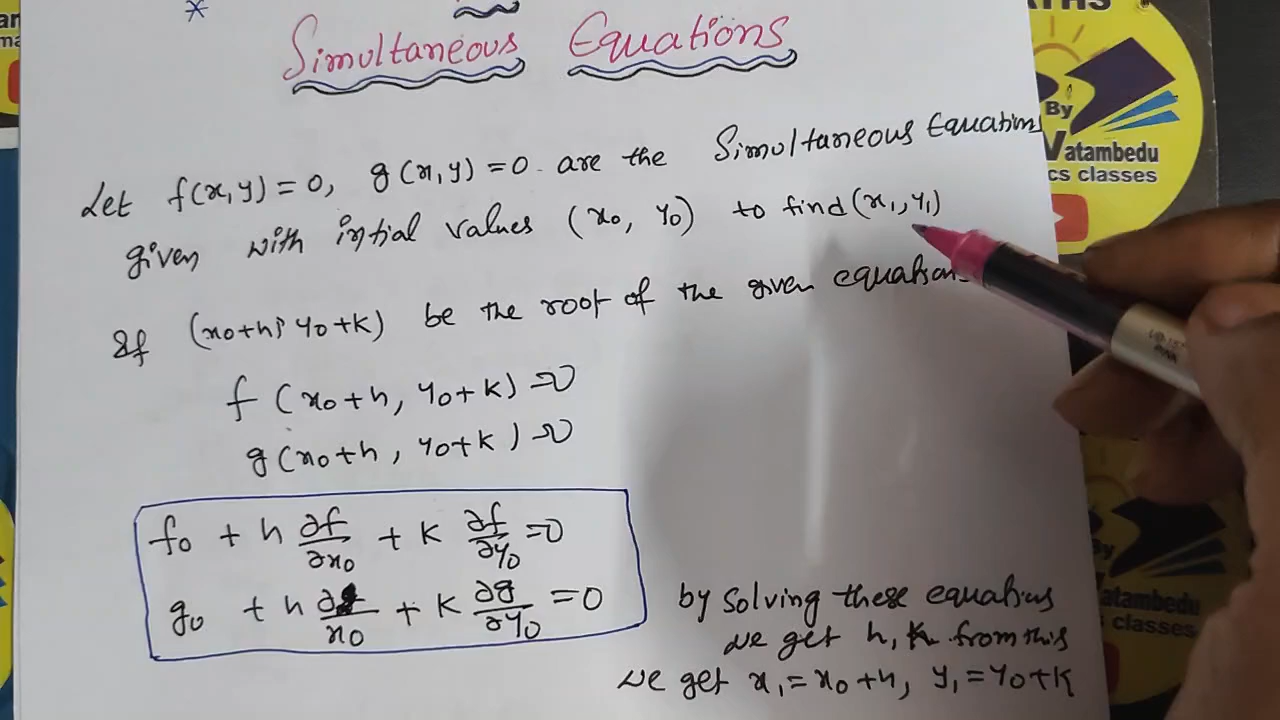 *
Simultaneous Equations
Let f(x,y)=0, g(x,y)=0. are the Simultaneous Equations
given with initial values (x₀, y₀) to find (x₁,y₁)
If (x₀+h, y₀+k) be the root of the given equations
f (x₀+h, y₀+k)=0
g(x₀+h, y₀+k)=0
f₀ + h ∂f/∂x₀ + k ∂f/∂y₀ =0
g₀ + h ∂g/x₀ + k ∂g/∂y₀ =0
by solving these equations
we get h, k from this
we get x₁=x₀+h, y₁=y₀+k
By
Vatambedu
cs classes
By
atambedu
classes